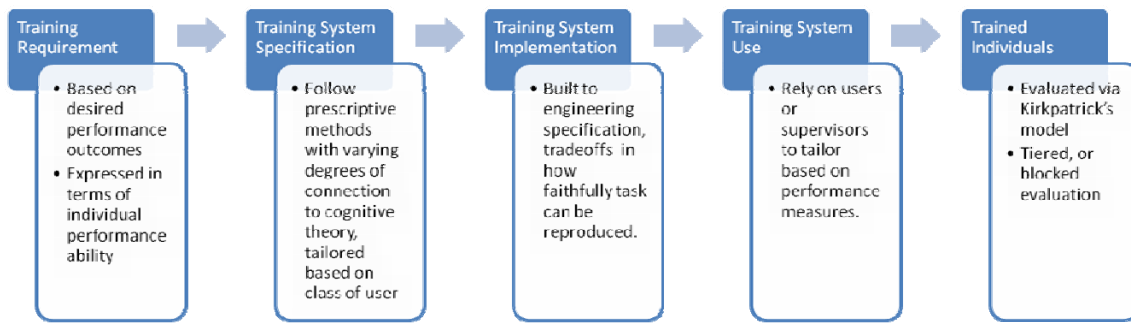 Training
Requirement
• Based on
desired
performance
outcomes
• Expressed in
terms of
individual
performance
ability
Training System
Specification
• Follow
prescriptive
methods
with varying
degrees of
connection
to cognitive
theory,
tailored
based on
class of user
Training System
Implementation
• Built to
engineering
specification,
tradeoffs in
how
faithfully task
can be
reproduced.
Training System
Use
• Rely on users
or
supervisors
to tailor
based on
performance
measures.
Trained
Individuals
• Evaluated via
Kirkpatrick's
model
• Tiered, or
blocked
evaluation